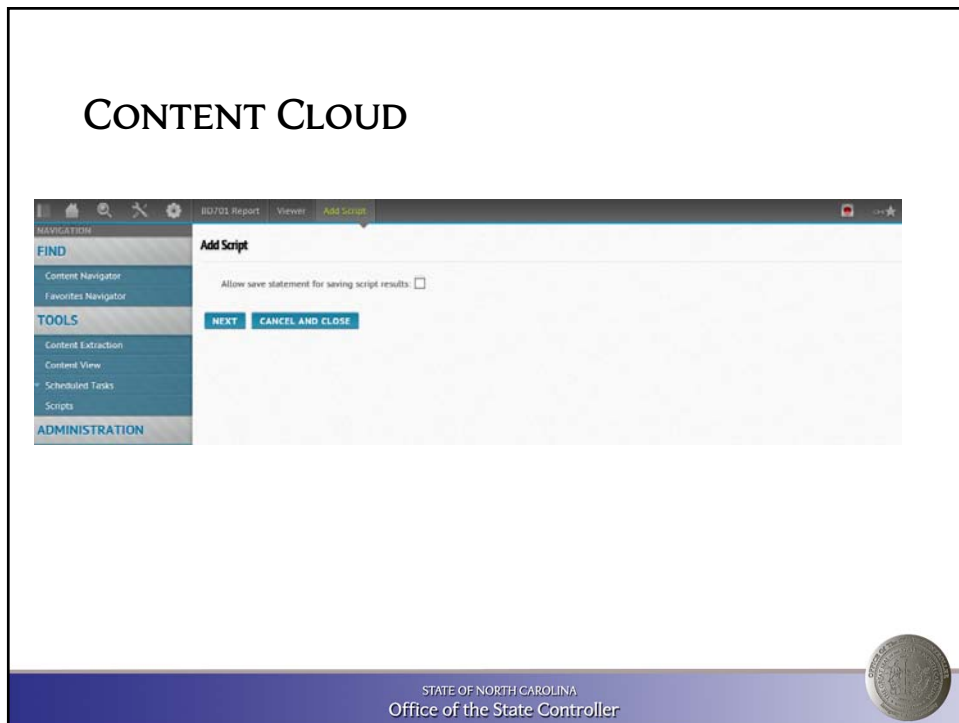 CONTENT CLOUD
BD701 Report Viewer Add Script
NAVIGATION
FIND
Content Navigator
Favorites Navigator
TOOLS
Content Extraction
Content View
Scheduled Tasks
Scripts
ADMINISTRATION
Add Script
Allow save statement for saving script results:
NEXT CANCEL AND CLOSE
STATE OF NORTH CAROLINA
Office of the State Controller